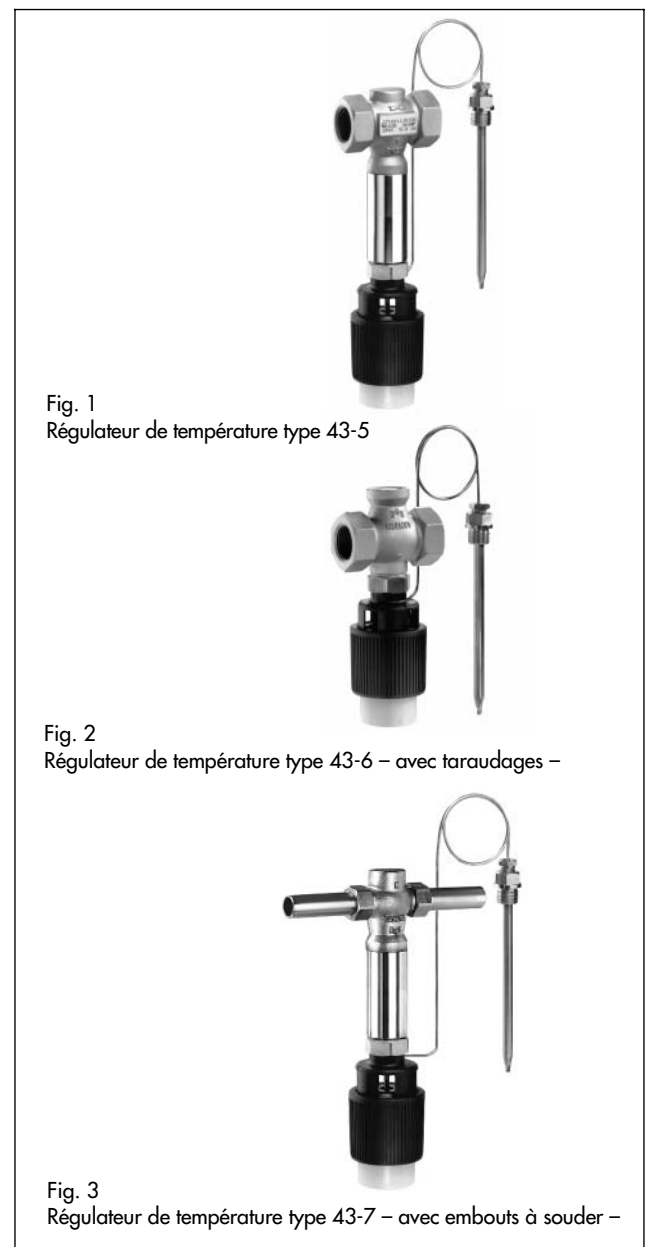 Fig. 1
Régulateur de température type 43-5
Fig. 2
Régulateur de température type 43-6 – avec taraudages –
Fig. 3
Régulateur de température type 43-7 – avec embouts à souder –